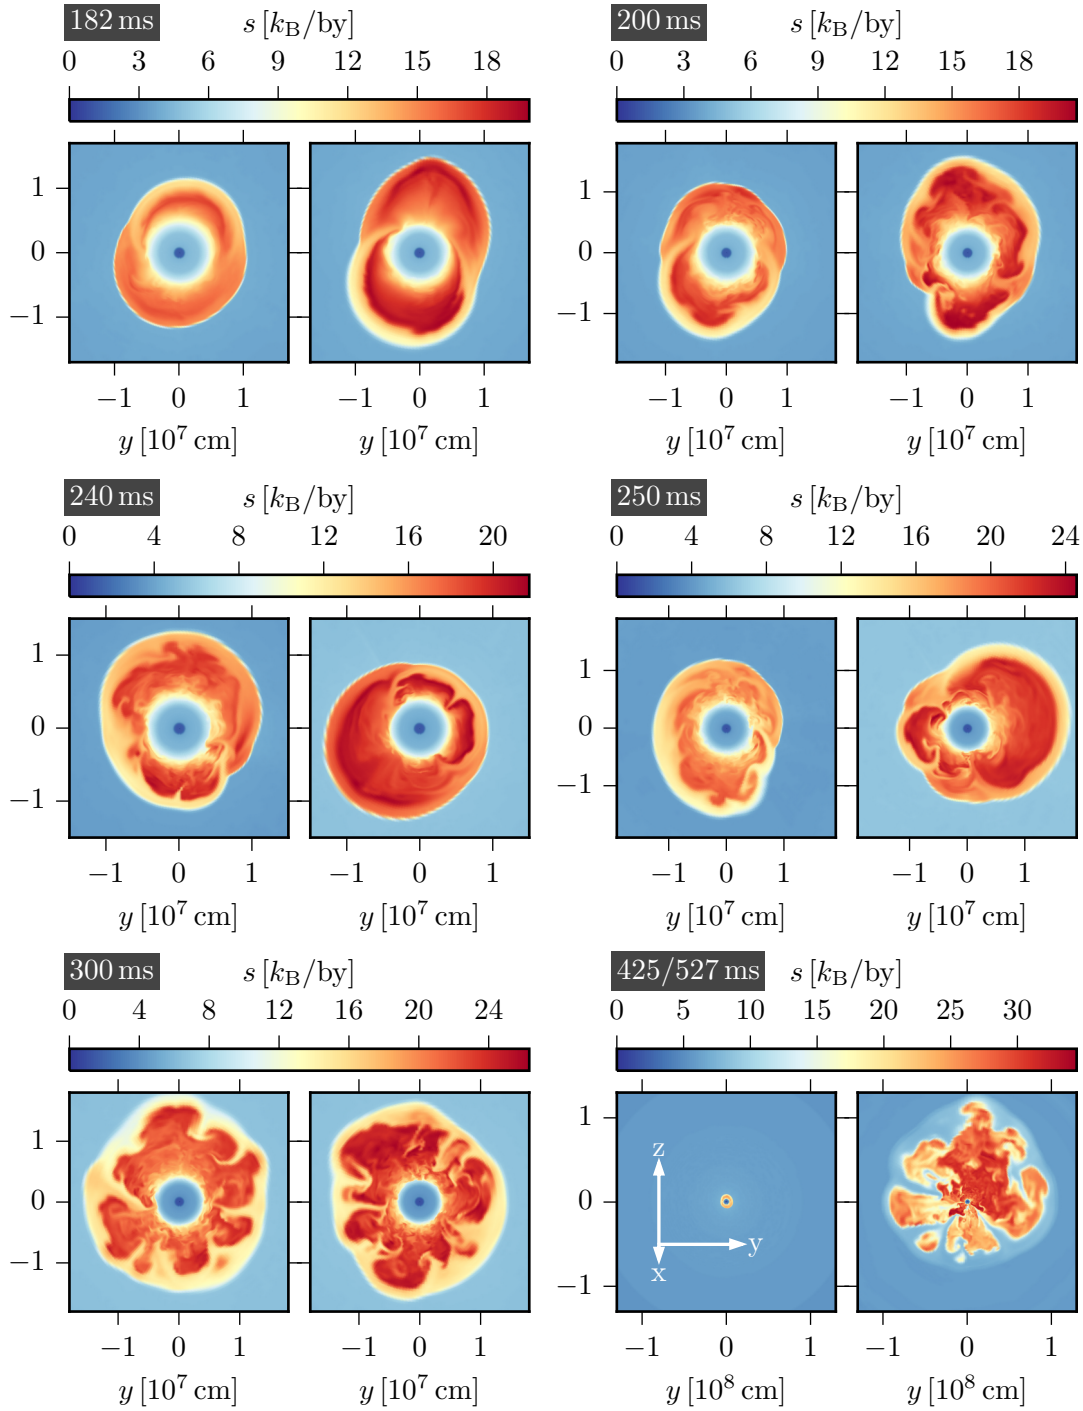 182 ms s [k_B/by] 200 ms s [k_B/by]
0 3 6 9 12 15 18 0 3 6 9 12 15 18
1 1
0 0
−1 −1
−1 0 1 −1 0 1 −1 0 1 −1 0 1
y [10^7 cm] y [10^7 cm] y [10^7 cm] y [10^7 cm]
240 ms s [k_B/by] 250 ms s [k_B/by]
0 4 8 12 16 20 0 4 8 12 16 20 24
1 1
0 0
−1 −1
−1 0 1 −1 0 1 −1 0 1 −1 0 1
y [10^7 cm] y [10^7 cm] y [10^7 cm] y [10^7 cm]
300 ms s [k_B/by] 425/527 ms s [k_B/by]
0 4 8 12 16 20 24 0 5 10 15 20 25 30
1 1
z
0 0
y
x
−1 −1
−1 0 1 −1 0 1 −1 0 1 −1 0 1
y [10^7 cm] y [10^7 cm] y [10^8 cm] y [10^8 cm]